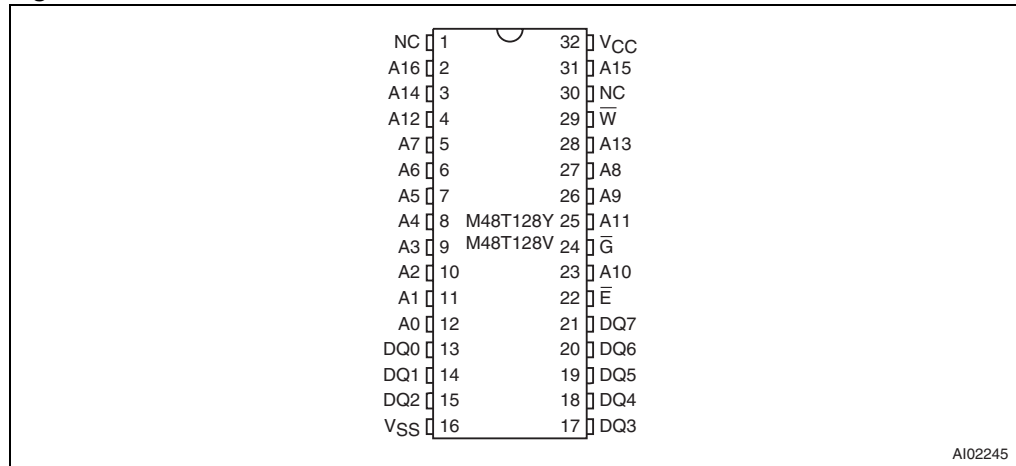 NC 1 32 VCC
A16 2 31 A15
A14 3 30 NC
A12 4 29 W̅
A7 5 28 A13
A6 6 27 A8
A5 7 26 A9
A4 8 M48T128Y 25 A11
A3 9 M48T128V 24 G̅
A2 10 23 A10
A1 11 22 E̅
A0 12 21 DQ7
DQ0 13 20 DQ6
DQ1 14 19 DQ5
DQ2 15 18 DQ4
VSS 16 17 DQ3
AI02245